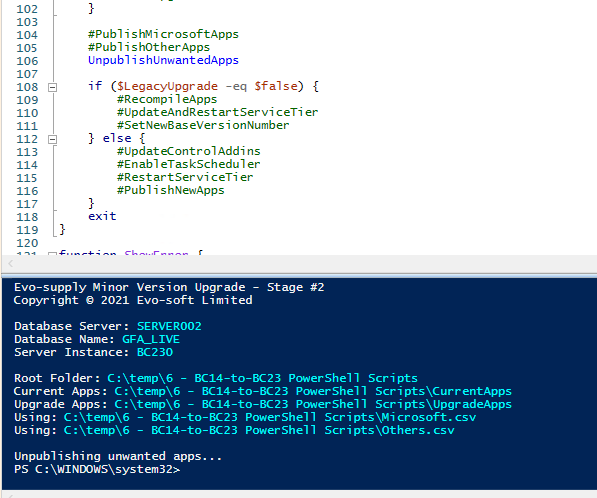 102 }
103
104 #PublishMicrosoftApps
105 #PublishOtherApps
106 UnpublishUnwantedApps
107
108 if ($LegacyUpgrade -eq $false) {
109 #RecompileApps
110 #UpdateAndRestartServiceTier
111 #SetNewBaseVersionNumber
112 } else {
113 #UpdateControlAddins
114 #EnableTaskScheduler
115 #RestartServiceTier
116 #PublishNewApps
117 }
118 exit
119 }
120
121 function ShowError {
Evo-supply Minor Version Upgrade - Stage #2
Copyright © 2021 Evo-soft Limited
Database Server: SERVER002
Database Name: GFA_LIVE
Server Instance: BC230
Root Folder: C:\temp\6 - BC14-to-BC23 PowerShell Scripts
Current Apps: C:\temp\6 - BC14-to-BC23 PowerShell Scripts\CurrentApps
Upgrade Apps: C:\temp\6 - BC14-to-BC23 PowerShell Scripts\UpgradeApps
Using: C:\temp\6 - BC14-to-BC23 PowerShell Scripts\Microsoft.csv
Using: C:\temp\6 - BC14-to-BC23 PowerShell Scripts\Others.csv
Unpublishing unwanted apps...
PS C:\WINDOWS\system32>